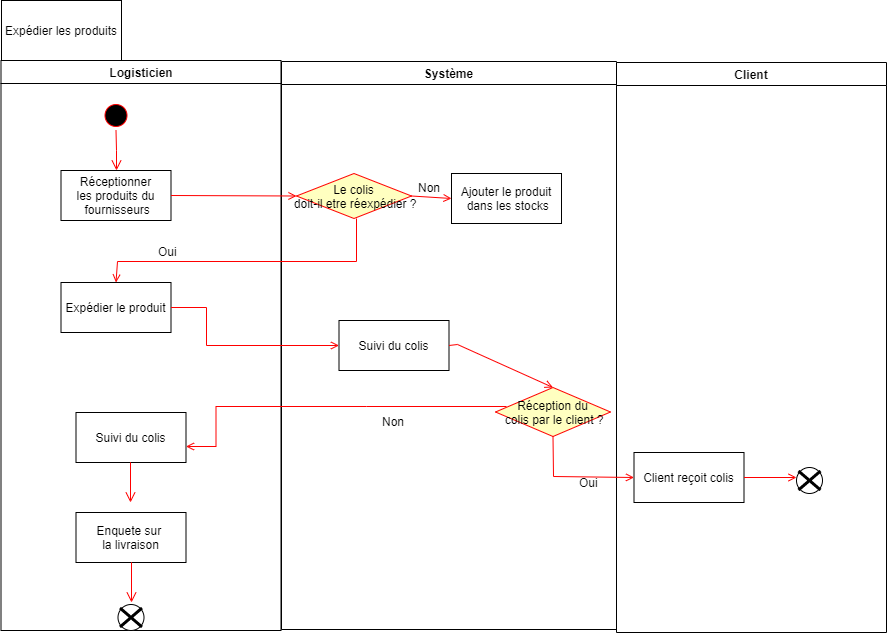 Expédier les produits
Logisticien
Système
Client
Réceptionner
les produits du
fournisseurs
Le colis
doit-il etre réexpédier ?
Non
Ajouter le produit
dans les stocks
Oui
Expédier le produit
Suivi du colis
Réception du
colis par le client ?
Non
Suivi du colis
Oui
Client reçoit colis
Enquete sur
la livraison